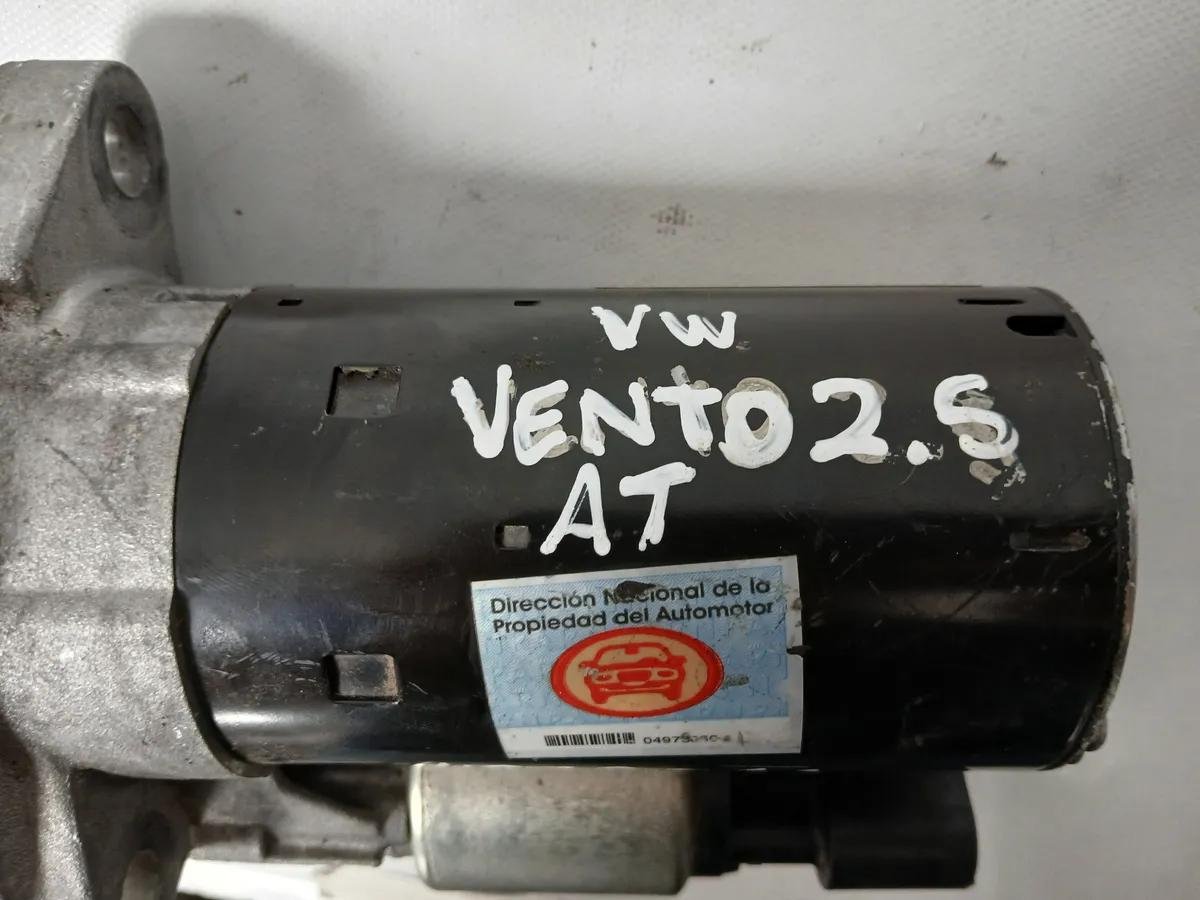 VW
VENTO 2.5
AT
Dirección Nacional de la
Propiedad del Automotor